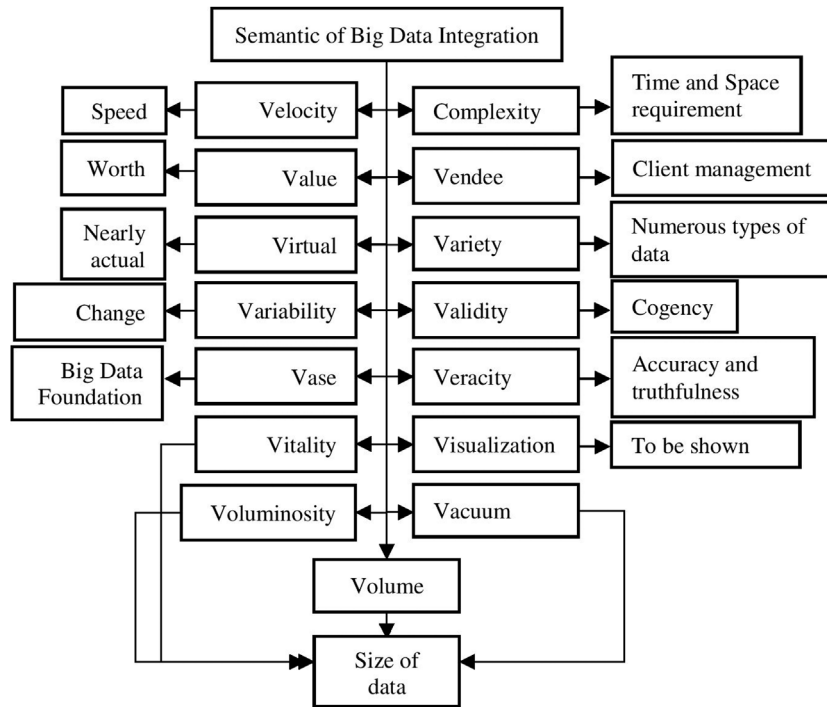 Semantic of Big Data Integration
Speed
Velocity
Complexity
Time and Space
requirement
Worth
Value
Vendee
Client management
Nearly
actual
Virtual
Variety
Numerous types of
data
Change
Variability
Validity
Cogency
Big Data
Foundation
Vase
Veracity
Accuracy and
truthfulness
Vitality
Visualization
To be shown
Voluminosity
Vacuum
Volume
Size of
data